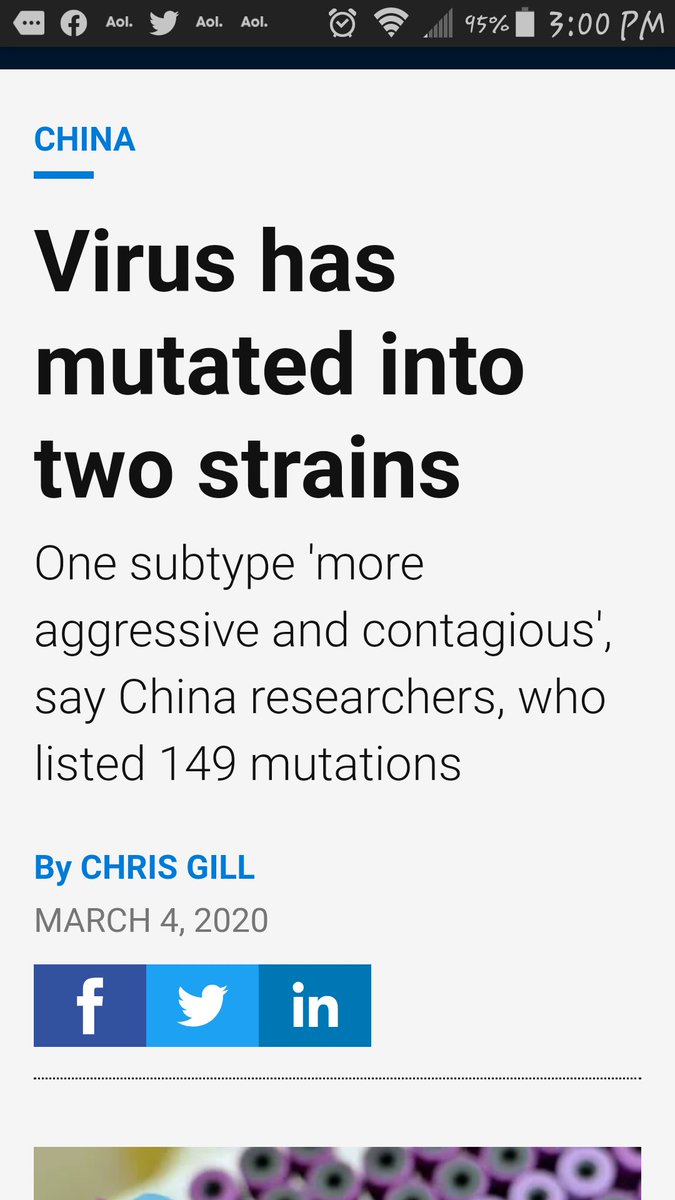 Aol. Aol. Aol. 95% 3:00 PM
CHINA
Virus has
mutated into
two strains
One subtype 'more
aggressive and contagious',
say China researchers, who
listed 149 mutations
By CHRIS GILL
MARCH 4, 2020
f in